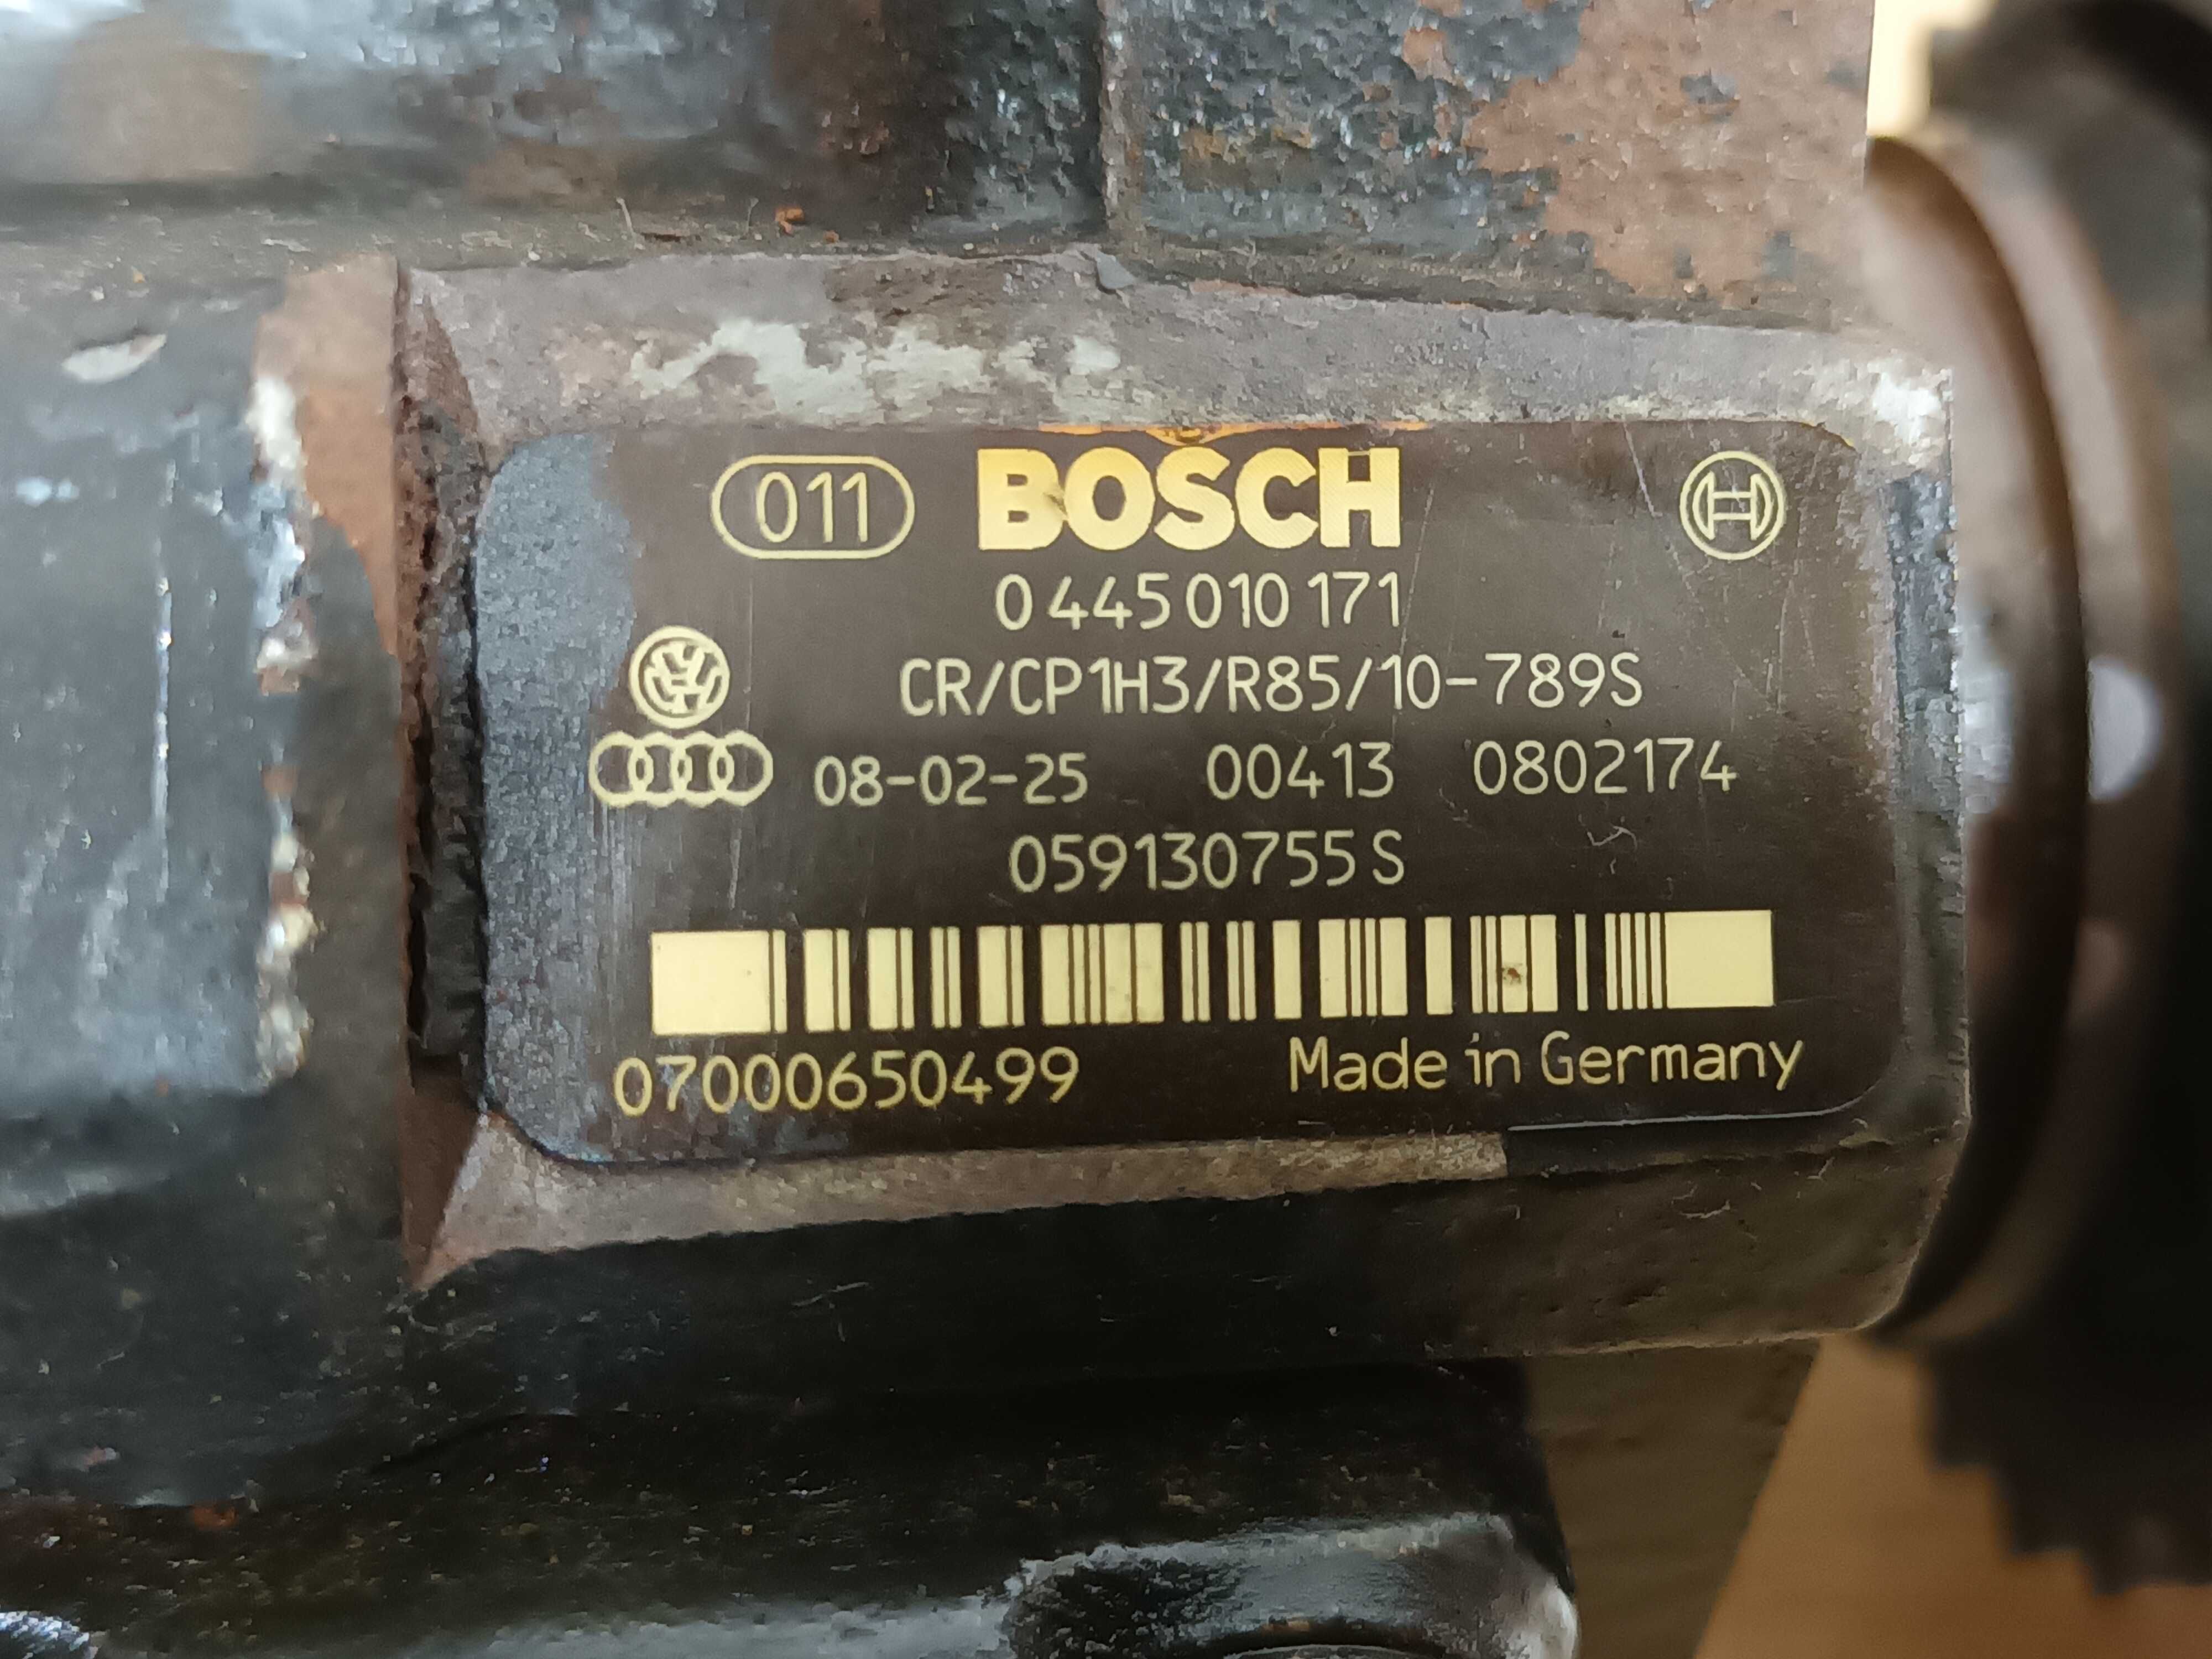 011 BOSCH
0 445 010 171
CR/CP1H3/R85/10-789S
08-02-25 00413 0802174
059130755 S
07000650499 Made in Germany